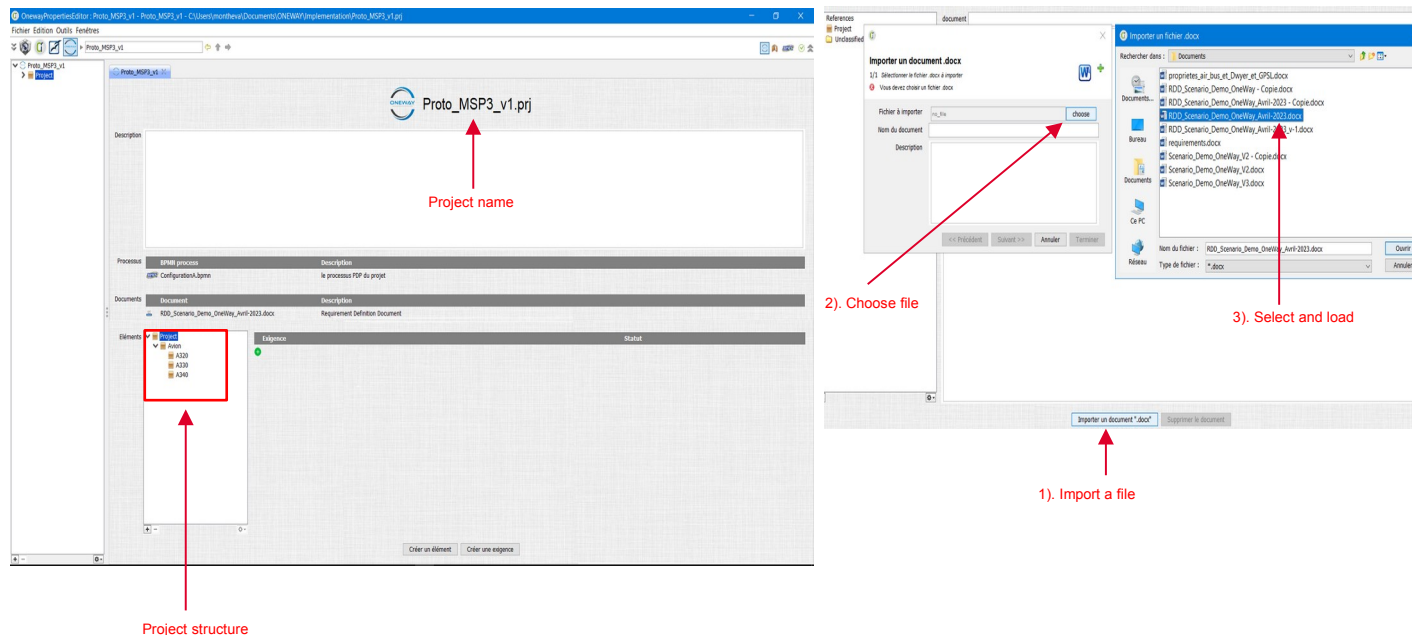 OnewayPropertiesEditor : Proto_MSP3_v1 - Proto_MSP3_v1 - C:\Users\montheva\Documents\ONEWAY\Implementation\Proto_MSP3_v1.prj
Fichier Edition Outils Fenêtres
Proto_MSP3_v1
Proto_MSP3_v1
Project
Proto_MSP3_v1
ONEWAY
Proto_MSP3_v1.prj
Description
Project name
Processus
BPMN process Description
ConfigurationA.bpmn le processus PDP du projet
Documents
Document Description
RDD_Scenario_Demo_OneWay_Avril-2023.docx Requirement Definition Document
Eléments
Project
Avion
A320
A330
A340
Exigence Statut
Créer un élément Créer une exigence
Project structure
References
Project
Unclassified
document
Importer un document .docx
1/1 Sélectionner le fichier .docx à importer
Vous devez choisir un fichier .docx
Fichier à importer no_file choose
Nom du document
Description
<< Précédent Suivant >> Annuler Terminer
2). Choose file
Importer un fichier .docx
Rechercher dans : Documents
Documents...
Bureau
Documents
Ce PC
Réseau
proprietes_air_bus_et_Dwyer_et_GPSL.docx
RDD_Scenario_Demo_OneWay - Copie.docx
RDD_Scenario_Demo_OneWay_Avril-2023 - Copie.docx
RDD_Scenario_Demo_OneWay_Avril-2023.docx
RDD_Scenario_Demo_OneWay_Avril-2023_v-1.docx
requirements.docx
Scenario_Demo_OneWay_V2 - Copie.docx
Scenario_Demo_OneWay_V2.docx
Scenario_Demo_OneWay_V3.docx
Nom du fichier : RDD_Scenario_Demo_OneWay_Avril-2023.docx Ouvrir
Type de fichier : *.docx Annuler
3). Select and load
Importer un document ".docx" Supprimer le document
1). Import a file